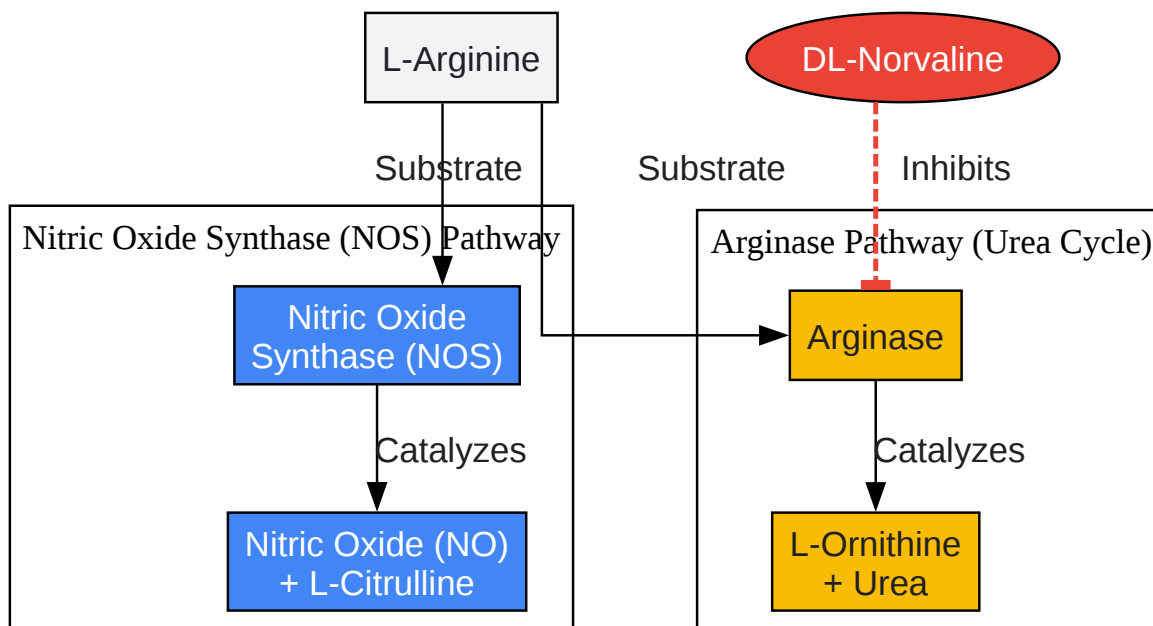 L-Arginine
DL-Norvaline
Substrate
Substrate
Inhibits
Nitric Oxide Synthase (NOS) Pathway
Arginase Pathway (Urea Cycle)
Nitric Oxide
Synthase (NOS)
Arginase
Catalyzes
Catalyzes
Nitric Oxide (NO)
+ L-Citrulline
L-Ornithine
+ Urea